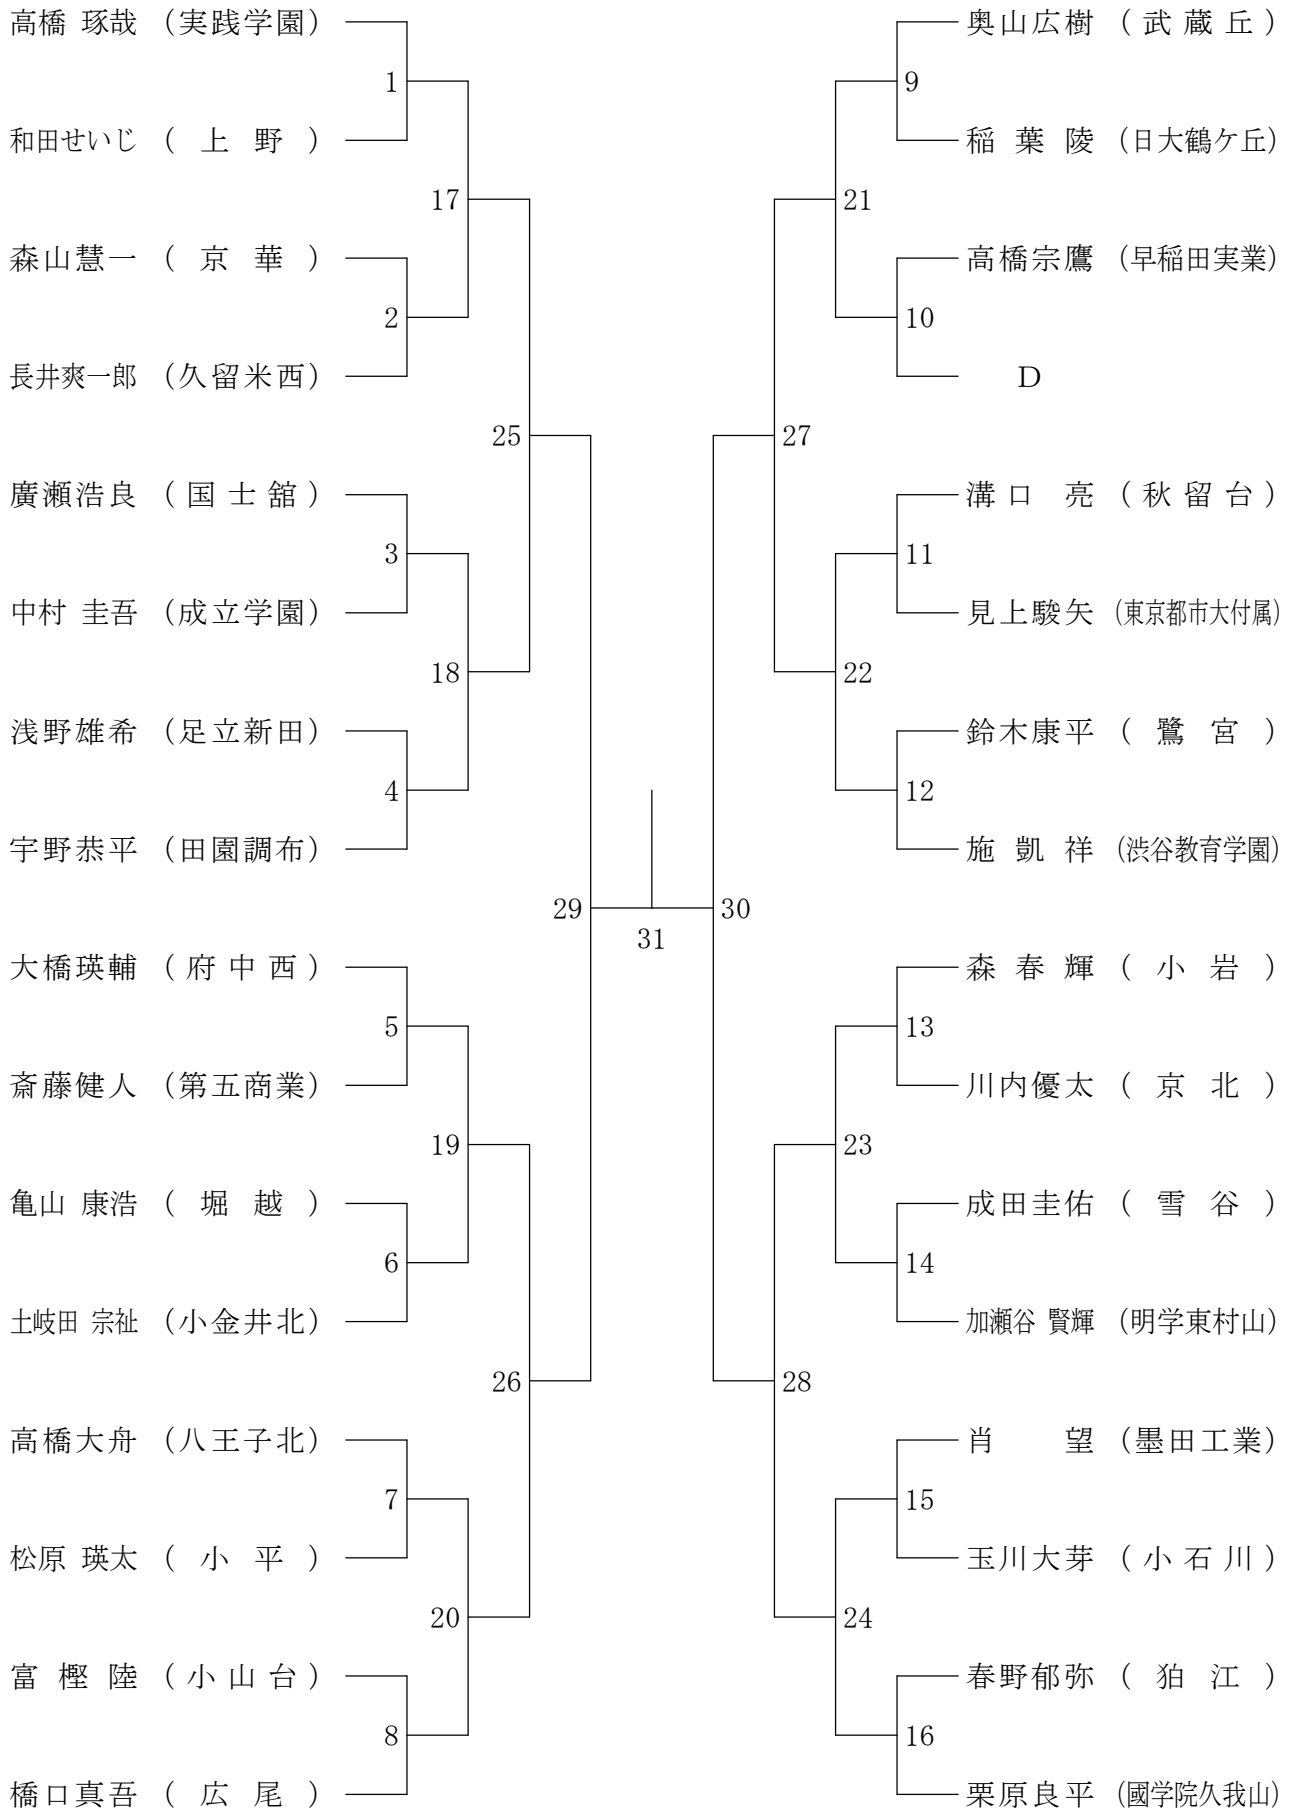 高橋 琢哉 (実践学園)
1
和田せいじ ( 上 野 )
17
森山慧一 ( 京 華 )
2
長井爽一郎 (久留米西)
25
廣瀬浩良 ( 国 士 舘 )
3
中村 圭吾 (成立学園)
18
浅野雄希 (足立新田)
4
宇野恭平 (田園調布)
29
大橋瑛輔 ( 府 中 西 )
5
斎藤健人 (第五商業)
19
亀山 康浩 ( 堀 越 )
6
土岐田 宗祉 (小金井北)
26
高橋大舟 (八王子北)
7
松原 瑛太 ( 小 平 )
20
富 樫 陸 ( 小 山 台 )
8
橋口真吾 ( 広 尾 )
31
奥山広樹 ( 武 蔵 丘 )
9
稲 葉 陵 (日大鶴ケ丘)
21
高橋宗鷹 (早稲田実業)
10
D
27
溝口 亮 ( 秋 留 台 )
11
見上駿矢 (東京都市大付属)
22
鈴木康平 ( 鷺 宮 )
12
施 凱 祥 (渋谷教育学園)
30
森 春 輝 ( 小 岩 )
13
川内優太 ( 京 北 )
23
成田圭佑 ( 雪 谷 )
14
加瀬谷 賢輝 (明学東村山)
28
肖 望 (墨田工業)
15
玉川大芽 ( 小 石 川 )
24
春野郁弥 ( 狛 江 )
16
栗原良平 (國学院久我山)